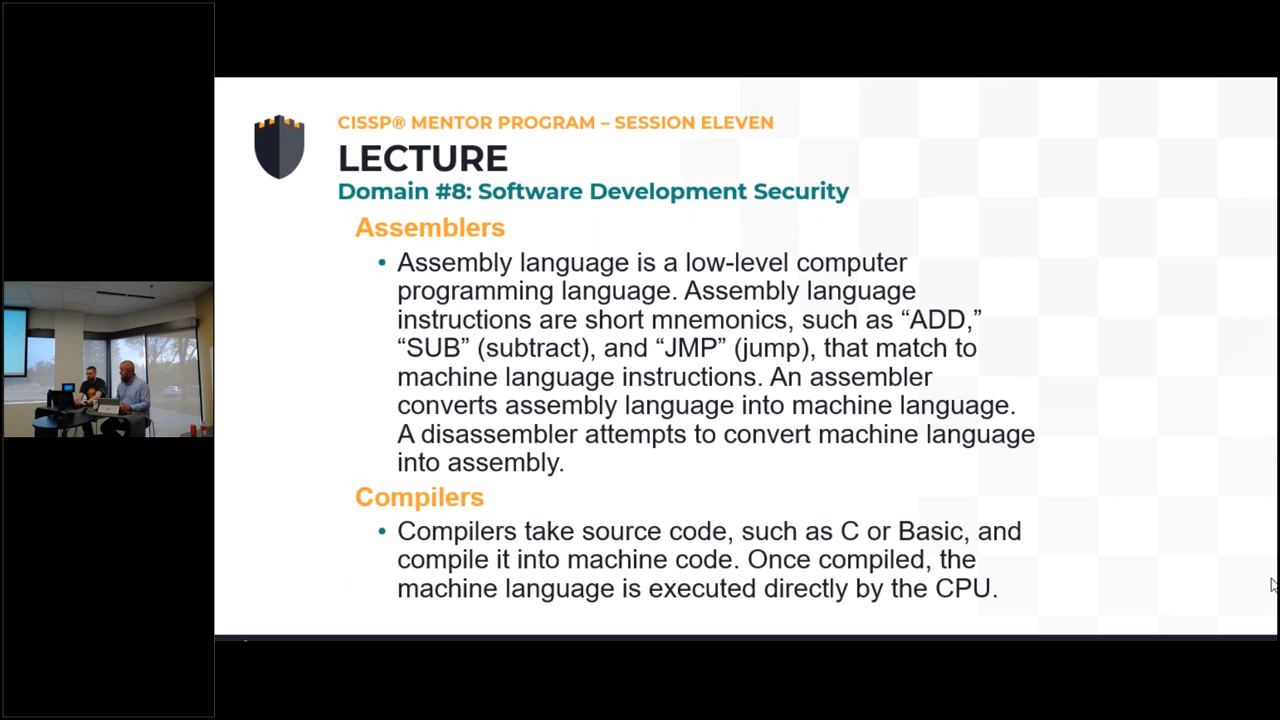 CISSP® MENTOR PROGRAM – SESSION ELEVEN
LECTURE
Domain #8: Software Development Security
Assemblers
• Assembly language is a low-level computer
programming language. Assembly language
instructions are short mnemonics, such as “ADD,”
“SUB” (subtract), and “JMP” (jump), that match to
machine language instructions. An assembler
converts assembly language into machine language.
A disassembler attempts to convert machine language
into assembly.
Compilers
• Compilers take source code, such as C or Basic, and
compile it into machine code. Once compiled, the
machine language is executed directly by the CPU.